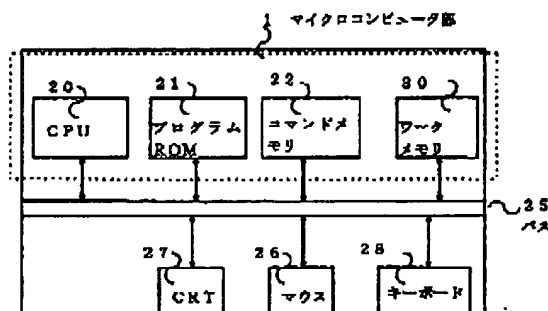 1 マイクロコンピュータ部
20 21 22 30
CPU プログラム コマンドメ ワーク
ROM モリ メモリ
25
バス
27 26 28
CRT マウス キーボード